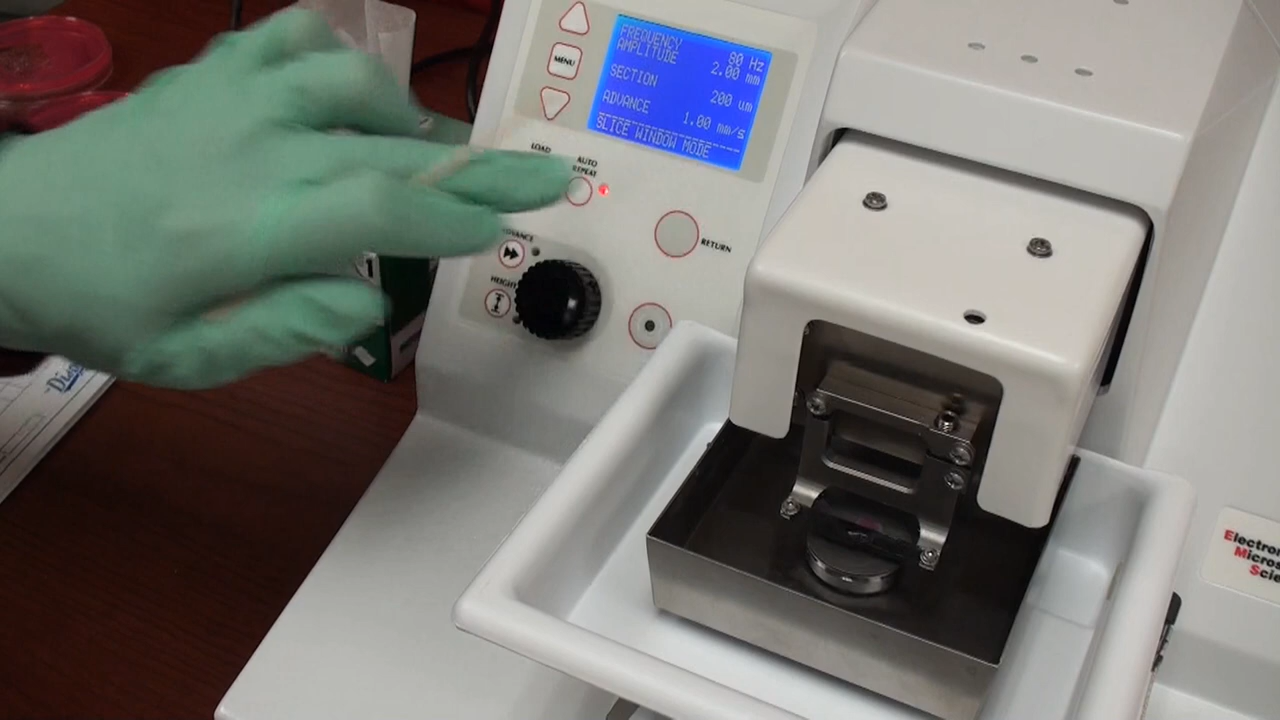 MENU
FREQUENCY 80 Hz
AMPLITUDE 2.00 mm
SECTION 200 um
ADVANCE 1.00 mm/s
SLICE WINDOW MODE
LOAD
AUTO
REPEAT
RETURN
HEIGHT
1
Electron
Micros
Scie